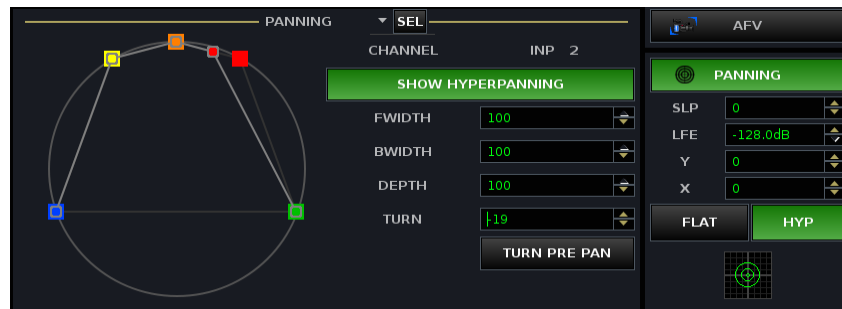 PANNING SEL
CHANNEL INP 2
SHOW HYPERPANNING
FWIDTH 100
BWIDTH 100
DEPTH 100
TURN -19
TURN PRE PAN
AFV
PANNING
SLP 0
LFE -128.0dB
Y 0
X 0
FLAT HYP